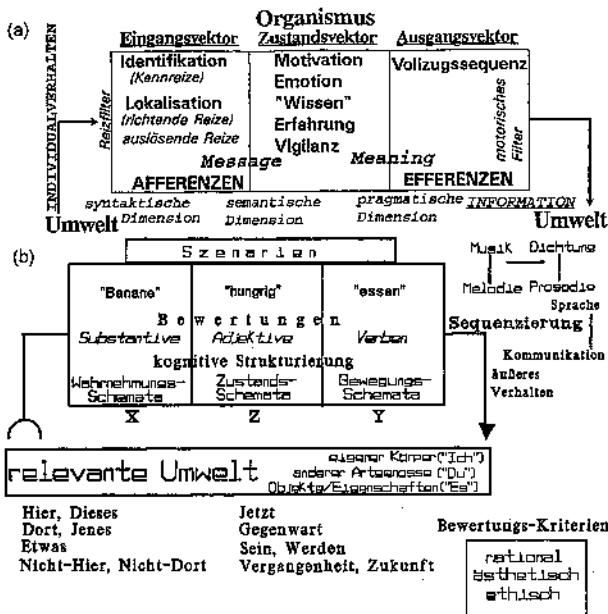 (a)
Organismus
Eingangsvektor Zustandsvektor Ausgangsvektor
INDIVIDUALVERHALTEN
Reizfilter
Identifikation
(Kennreize)
Lokalisation
(richtende Reize)
auslösende Reize
AFFERENZEN
Motivation
Emotion
"Wissen"
Erfahrung
Vigilanz
Message Meaning
Vollzugssequenz
motorisches
Filter
EFFERENZEN
syntaktische
Dimension
semantische
Dimension
pragmatische
Dimension
INFORMATION
Umwelt
Umwelt
(b)
Szenarien
"Banane" "hungrig" "essen"
Bewertungen
Substantive Adjektive Verben
kognitive Strukturierung
Wahrnehmungs-
Schemata
Zustands-
Schemata
Bewegungs-
Schemata
X Z Y
Musik Dichtung
Melodie Prosodie
Sprache
Sequenzierung
Kommunikation
äußeres
Verhalten
relevante Umwelt
eigener Körper("Ich")
anderer Artgenosse ("Du")
Objekte/Eigenschaften("Es")
Hier, Dieses
Dort, Jenes
Etwas
Nicht-Hier, Nicht-Dort
Jetzt
Gegenwart
Sein, Werden
Vergangenheit, Zukunft
Bewertungs-Kriterien
rational
ästhetisch
ethisch